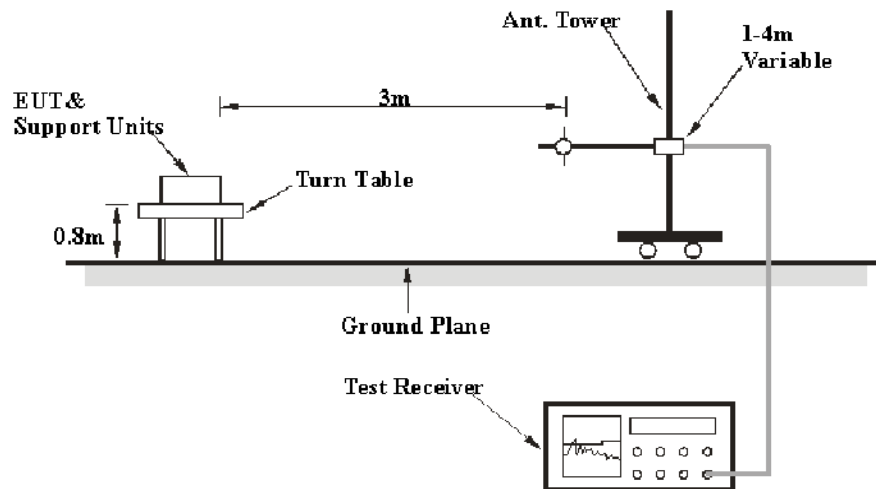 Ant. Tower
1-4m
Variable
3m
EUT&
Support Units
Turn Table
0.8m
Ground Plane
Test Receiver